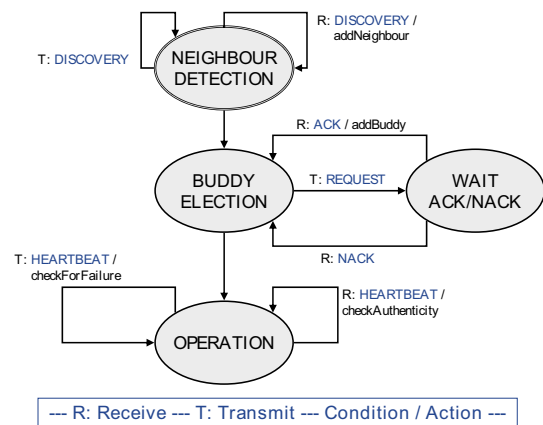 R: DISCOVERY /
addNeighbour
T: DISCOVERY
NEIGHBOUR
DETECTION
R: ACK / addBuddy
BUDDY
ELECTION
T: REQUEST
WAIT
ACK/NACK
R: NACK
T: HEARTBEAT /
checkForFailure
R: HEARTBEAT /
checkAuthenticity
OPERATION
--- R: Receive --- T: Transmit --- Condition / Action ---